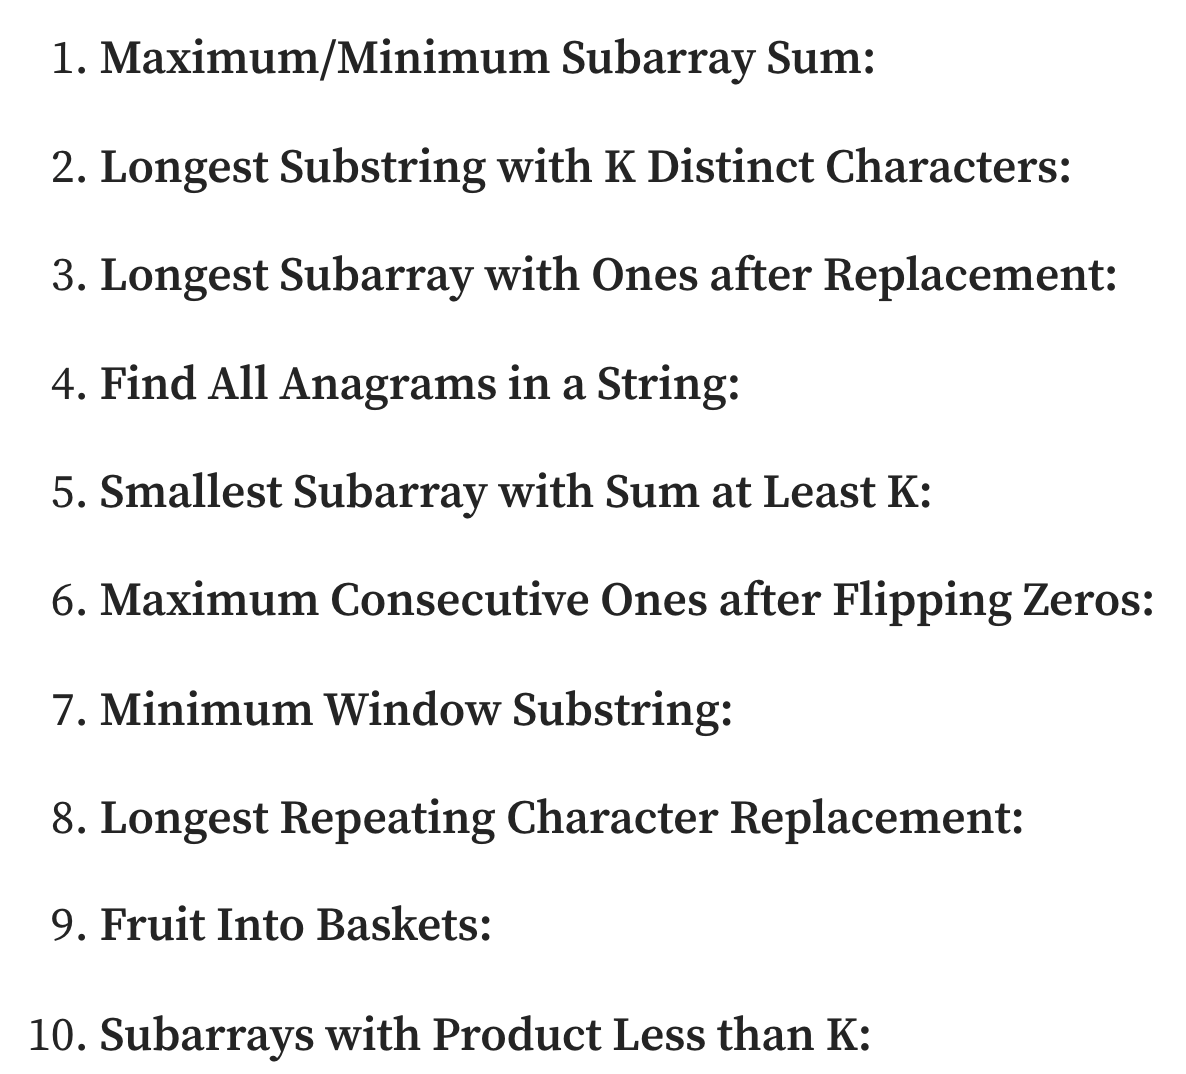 1. Maximum/Minimum Subarray Sum:
2. Longest Substring with K Distinct Characters:
3. Longest Subarray with Ones after Replacement:
4. Find All Anagrams in a String:
5. Smallest Subarray with Sum at Least K:
6. Maximum Consecutive Ones after Flipping Zeros:
7. Minimum Window Substring:
8. Longest Repeating Character Replacement:
9. Fruit Into Baskets:
10. Subarrays with Product Less than K: